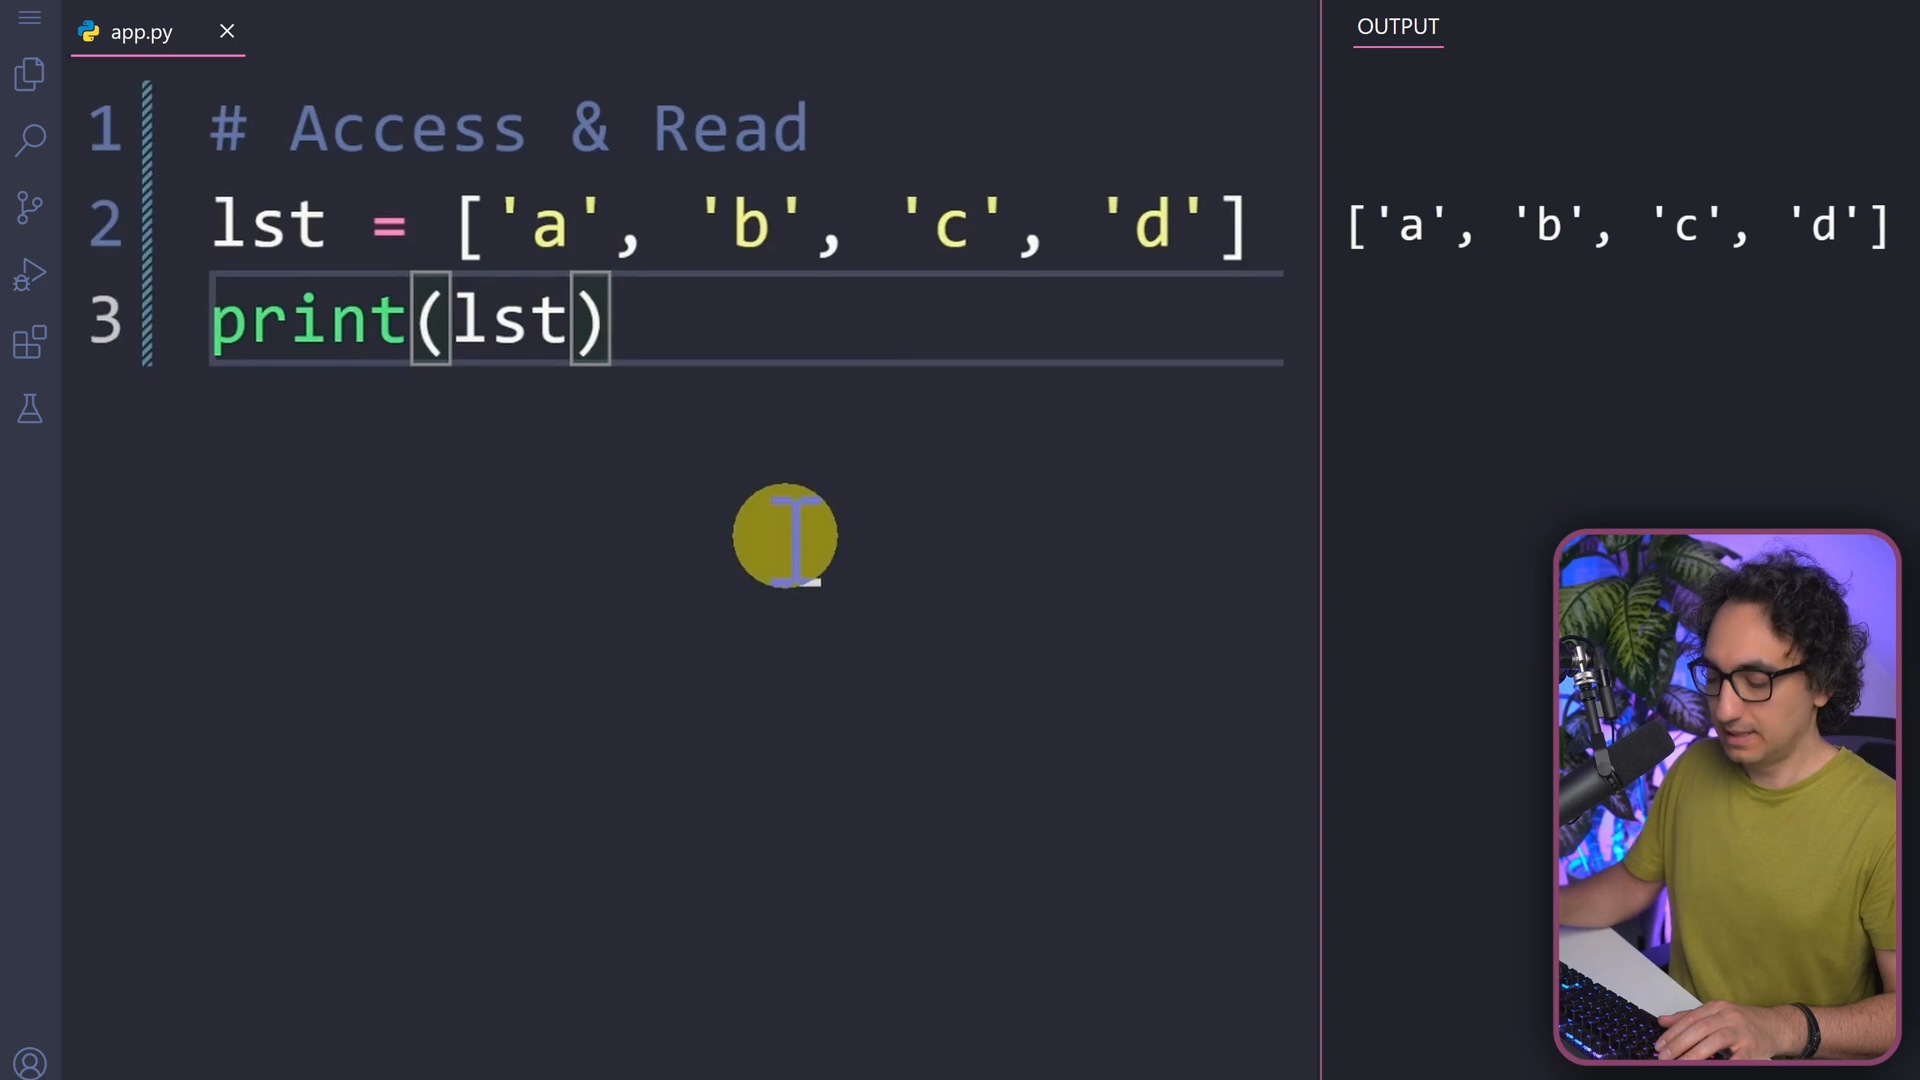 app.py
OUTPUT
1 # Access & Read
2 lst = ['a', 'b', 'c', 'd']
3 print(lst)
['a', 'b', 'c', 'd']